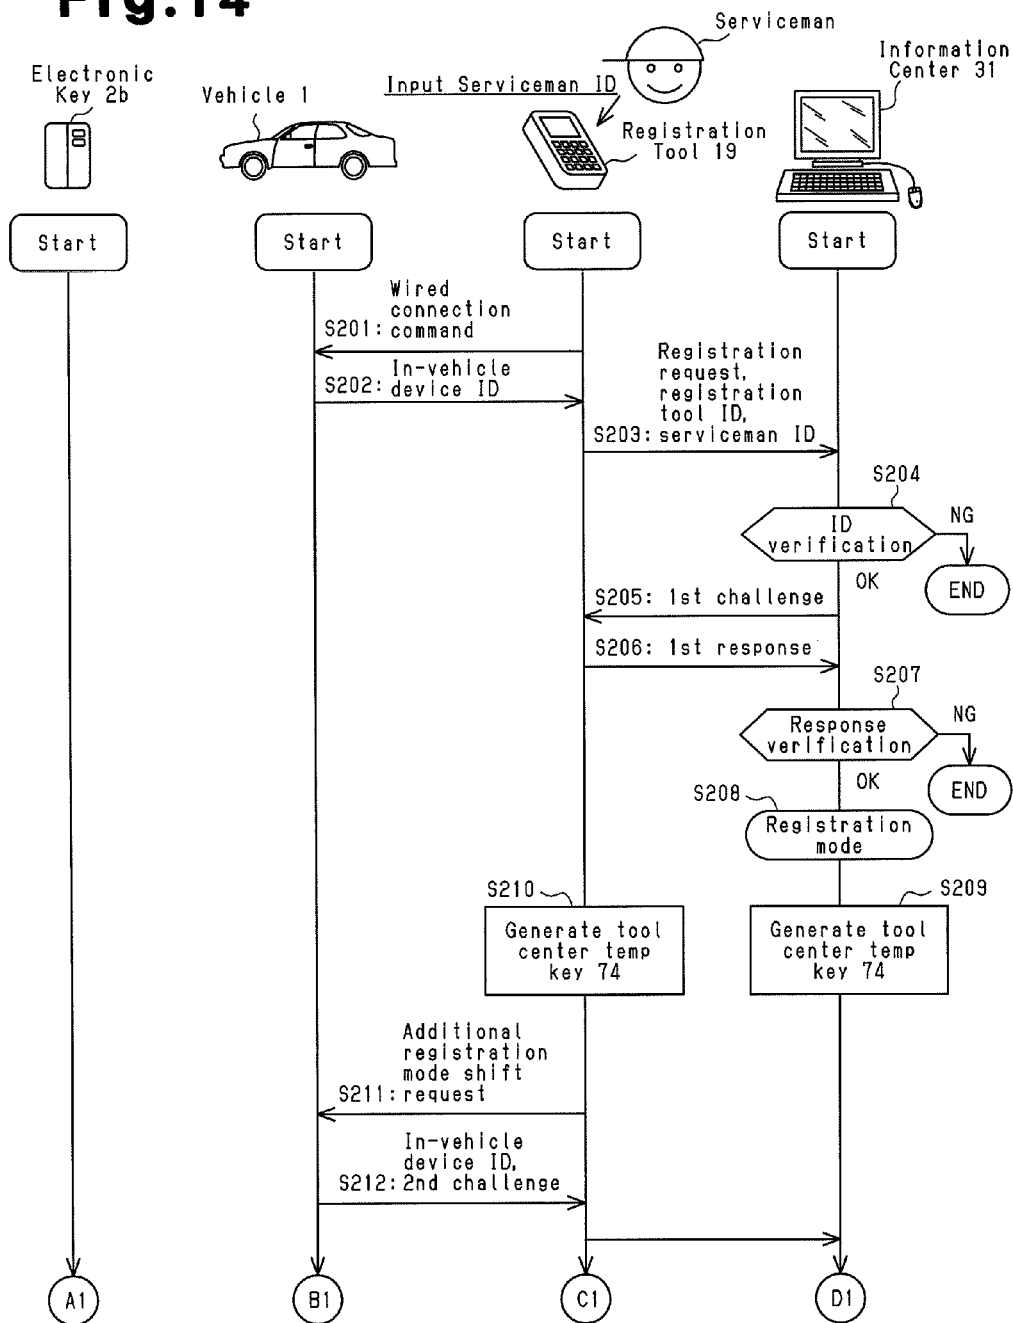 Fig.14
Serviceman
Electronic
Key 2b
Vehicle 1
Input Serviceman ID
Registration
Tool 19
Information
Center 31
Start
Start
Start
Start
Wired
connection
S201: command
In-vehicle
S202: device ID
Registration
request,
registration
tool ID,
S203: serviceman ID
S204
ID
verification
NG
OK
END
S205: 1st challenge
S206: 1st response
S207
Response
verification
NG
OK
END
S208
Registration
mode
S210
Generate tool
center temp
key 74
S209
Generate tool
center temp
key 74
Additional
registration
mode shift
S211: request
In-vehicle
device ID,
S212: 2nd challenge
A1
B1
C1
D1